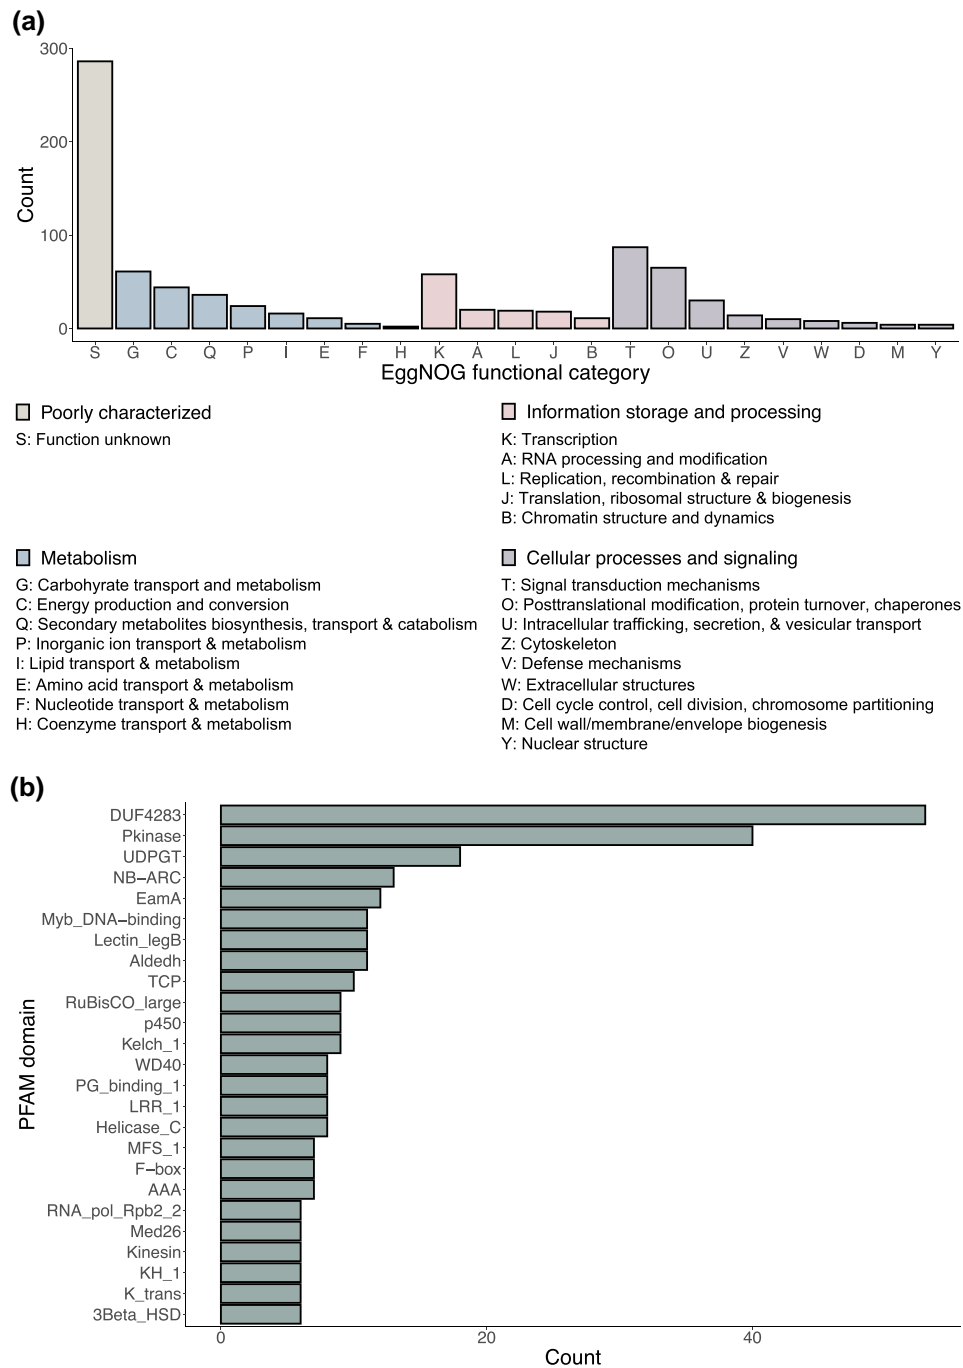 (a)
300
200
100
0
Count
S G C Q P I E F H K A L J B T O U Z V W D M Y
EggNOG functional category
Poorly characterized
S: Function unknown
Information storage and processing
K: Transcription
A: RNA processing and modification
L: Replication, recombination & repair
J: Translation, ribosomal structure & biogenesis
B: Chromatin structure and dynamics
Metabolism
G: Carbohyrate transport and metabolism
C: Energy production and conversion
Q: Secondary metabolites biosynthesis, transport & catabolism
P: Inorganic ion transport & metabolism
I: Lipid transport & metabolism
E: Amino acid transport & metabolism
F: Nucleotide transport & metabolism
H: Coenzyme transport & metabolism
Cellular processes and signaling
T: Signal transduction mechanisms
O: Posttranslational modification, protein turnover, chaperones
U: Intracellular trafficking, secretion, & vesicular transport
Z: Cytoskeleton
V: Defense mechanisms
W: Extracellular structures
D: Cell cycle control, cell division, chromosome partitioning
M: Cell wall/membrane/envelope biogenesis
Y: Nuclear structure
(b)
PFAM domain
DUF4283
Pkinase
UDPGT
NB−ARC
EamA
Myb_DNA−binding
Lectin_legB
Aldedh
TCP
RuBisCO_large
p450
Kelch_1
WD40
PG_binding_1
LRR_1
Helicase_C
MFS_1
F−box
AAA
RNA_pol_Rpb2_2
Med26
Kinesin
KH_1
K_trans
3Beta_HSD
0 20 40
Count